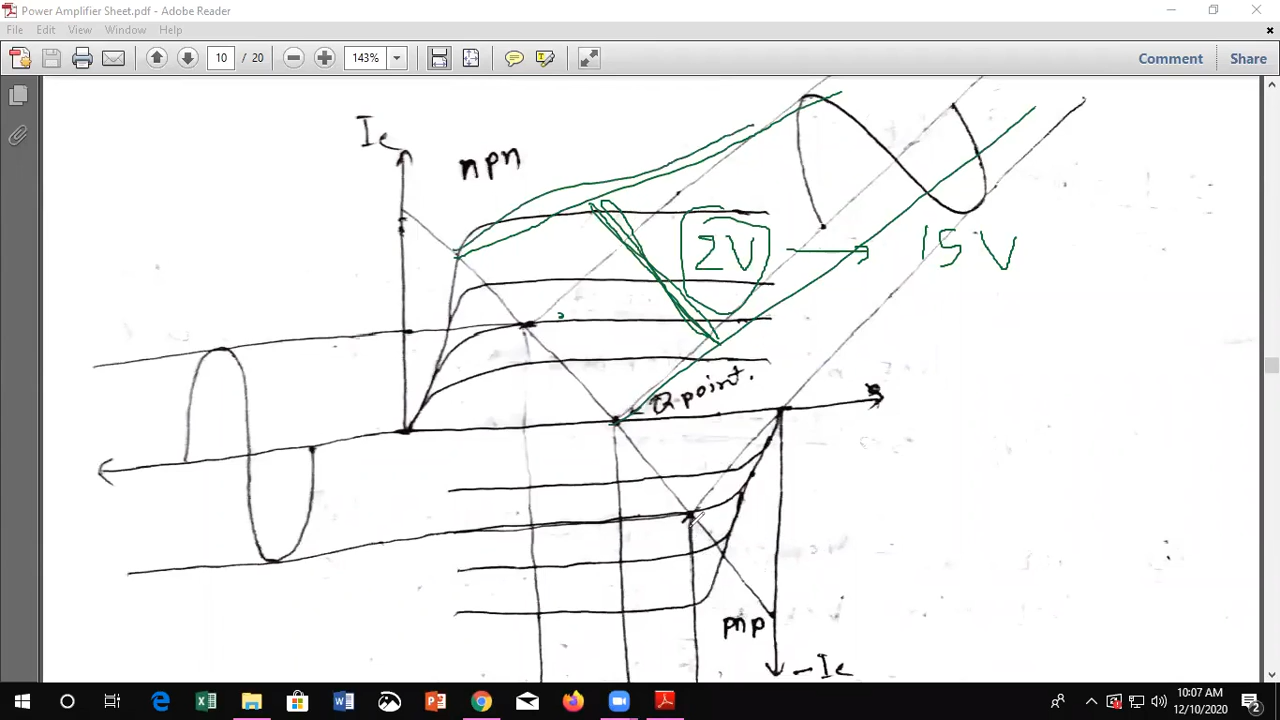 Power Amplifier Sheet.pdf - Adobe Reader
File Edit View Window Help
10 / 20 143% Comment Share
Ic
npn
2V
15V
Q point.
pnp
-Ic
10:07 AM
12/10/2020
2